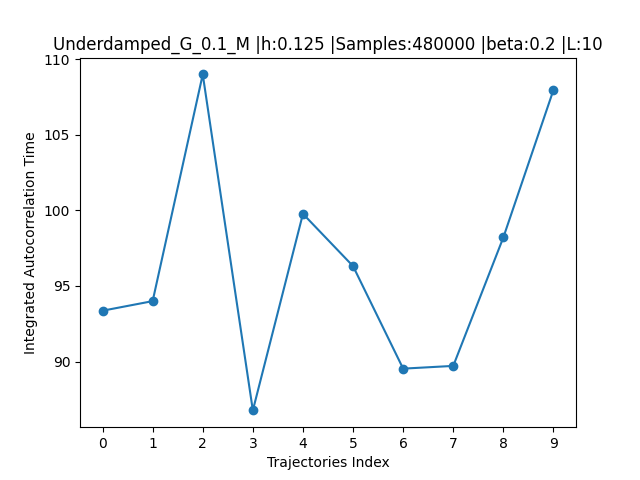 Underdamped_G_0.1_M |h:0.125 |Samples:480000 |beta:0.2 |L:10
110
105
100
95
90
Integrated Autocorrelation Time
0 1 2 3 4 5 6 7 8 9
Trajectories Index